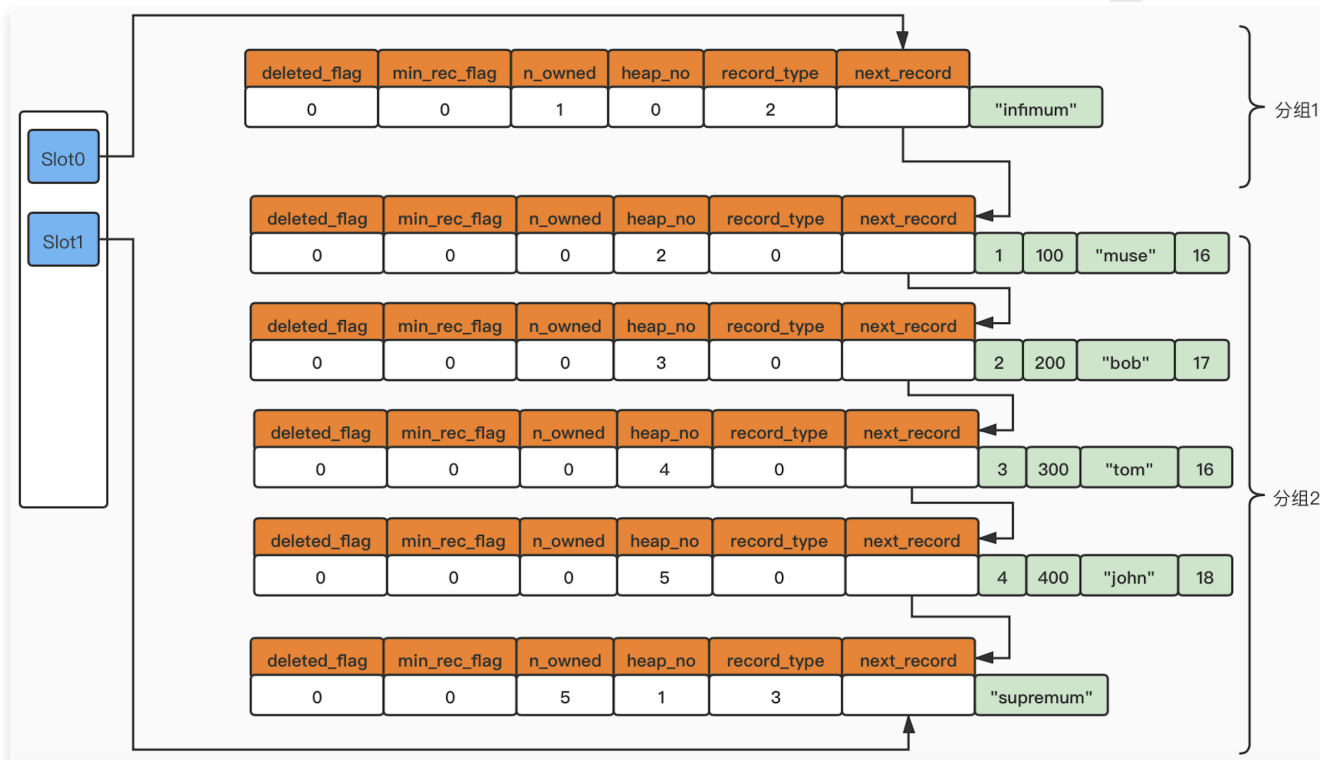 deleted_flag min_rec_flag n_owned heap_no record_type next_record
0 0 1 0 2 "infimum"
分组1
Slot0
Slot1
deleted_flag min_rec_flag n_owned heap_no record_type next_record
0 0 0 2 0 1 100 "muse" 16
deleted_flag min_rec_flag n_owned heap_no record_type next_record
0 0 0 3 0 2 200 "bob" 17
deleted_flag min_rec_flag n_owned heap_no record_type next_record
0 0 0 4 0 3 300 "tom" 16
分组2
deleted_flag min_rec_flag n_owned heap_no record_type next_record
0 0 0 5 0 4 400 "john" 18
deleted_flag min_rec_flag n_owned heap_no record_type next_record
0 0 5 1 3 "supremum"